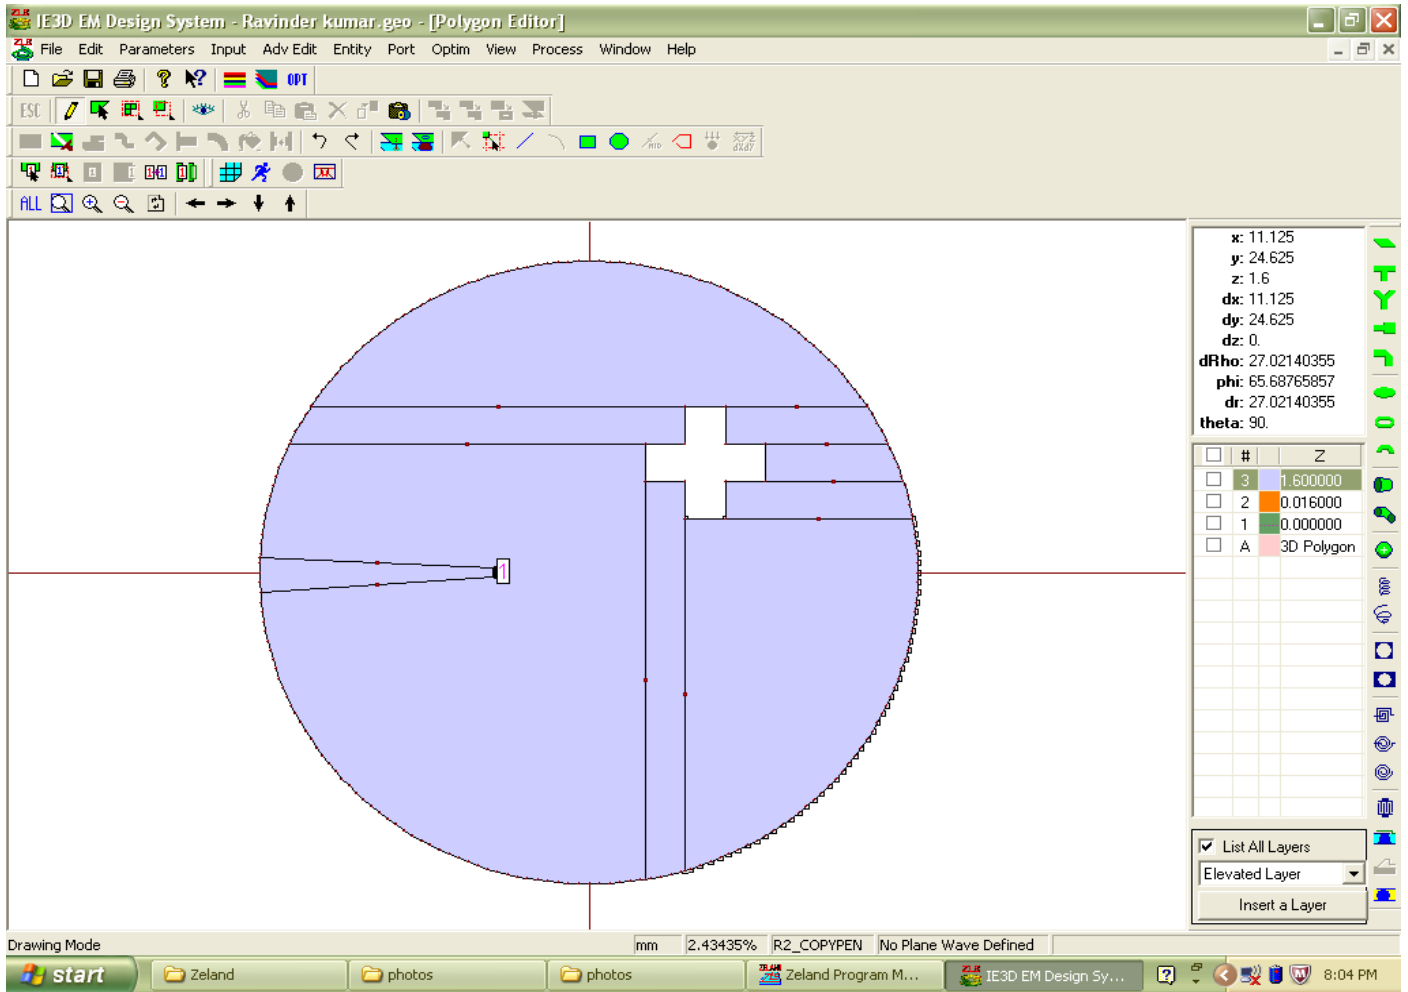 IE3D EM Design System - Ravinder kumar.geo - [Polygon Editor]
File Edit Parameters Input Adv Edit Entity Port Optim View Process Window Help
OPT
ESC
ALL
x: 11.125
y: 24.625
z: 1.6
dx: 11.125
dy: 24.625
dz: 0.
dRho: 27.02140355
phi: 65.68765857
dr: 27.02140355
theta: 90.
# Z
3 1.600000
2 0.016000
1 0.000000
A 3D Polygon
1
List All Layers
Elevated Layer
Insert a Layer
Drawing Mode mm 2.43435% R2_COPYPEN No Plane Wave Defined
start Zeland photos photos Zeland Program M... IE3D EM Design Sy... 8:04 PM